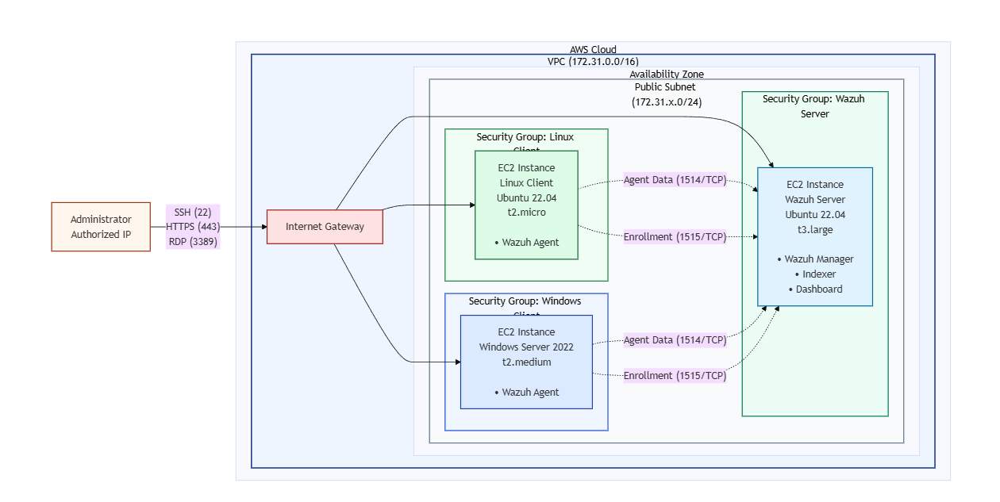 AWS Cloud
VPC (172.31.0.0/16)
Availability Zone
Public Subnet
(172.31.x.0/24)
Security Group: Wazuh
Server
Security Group: Linux
Client
EC2 Instance
Linux Client
Ubuntu 22.04
t2.micro
• Wazuh Agent
Agent Data (1514/TCP)
Enrollment (1515/TCP)
EC2 Instance
Wazuh Server
Ubuntu 22.04
t3.large
• Wazuh Manager
• Indexer
• Dashboard
Administrator
Authorized IP
SSH (22)
HTTPS (443)
RDP (3389)
Internet Gateway
Security Group: Windows
Client
EC2 Instance
Windows Server 2022
t2.medium
• Wazuh Agent
Agent Data (1514/TCP)
Enrollment (1515/TCP)